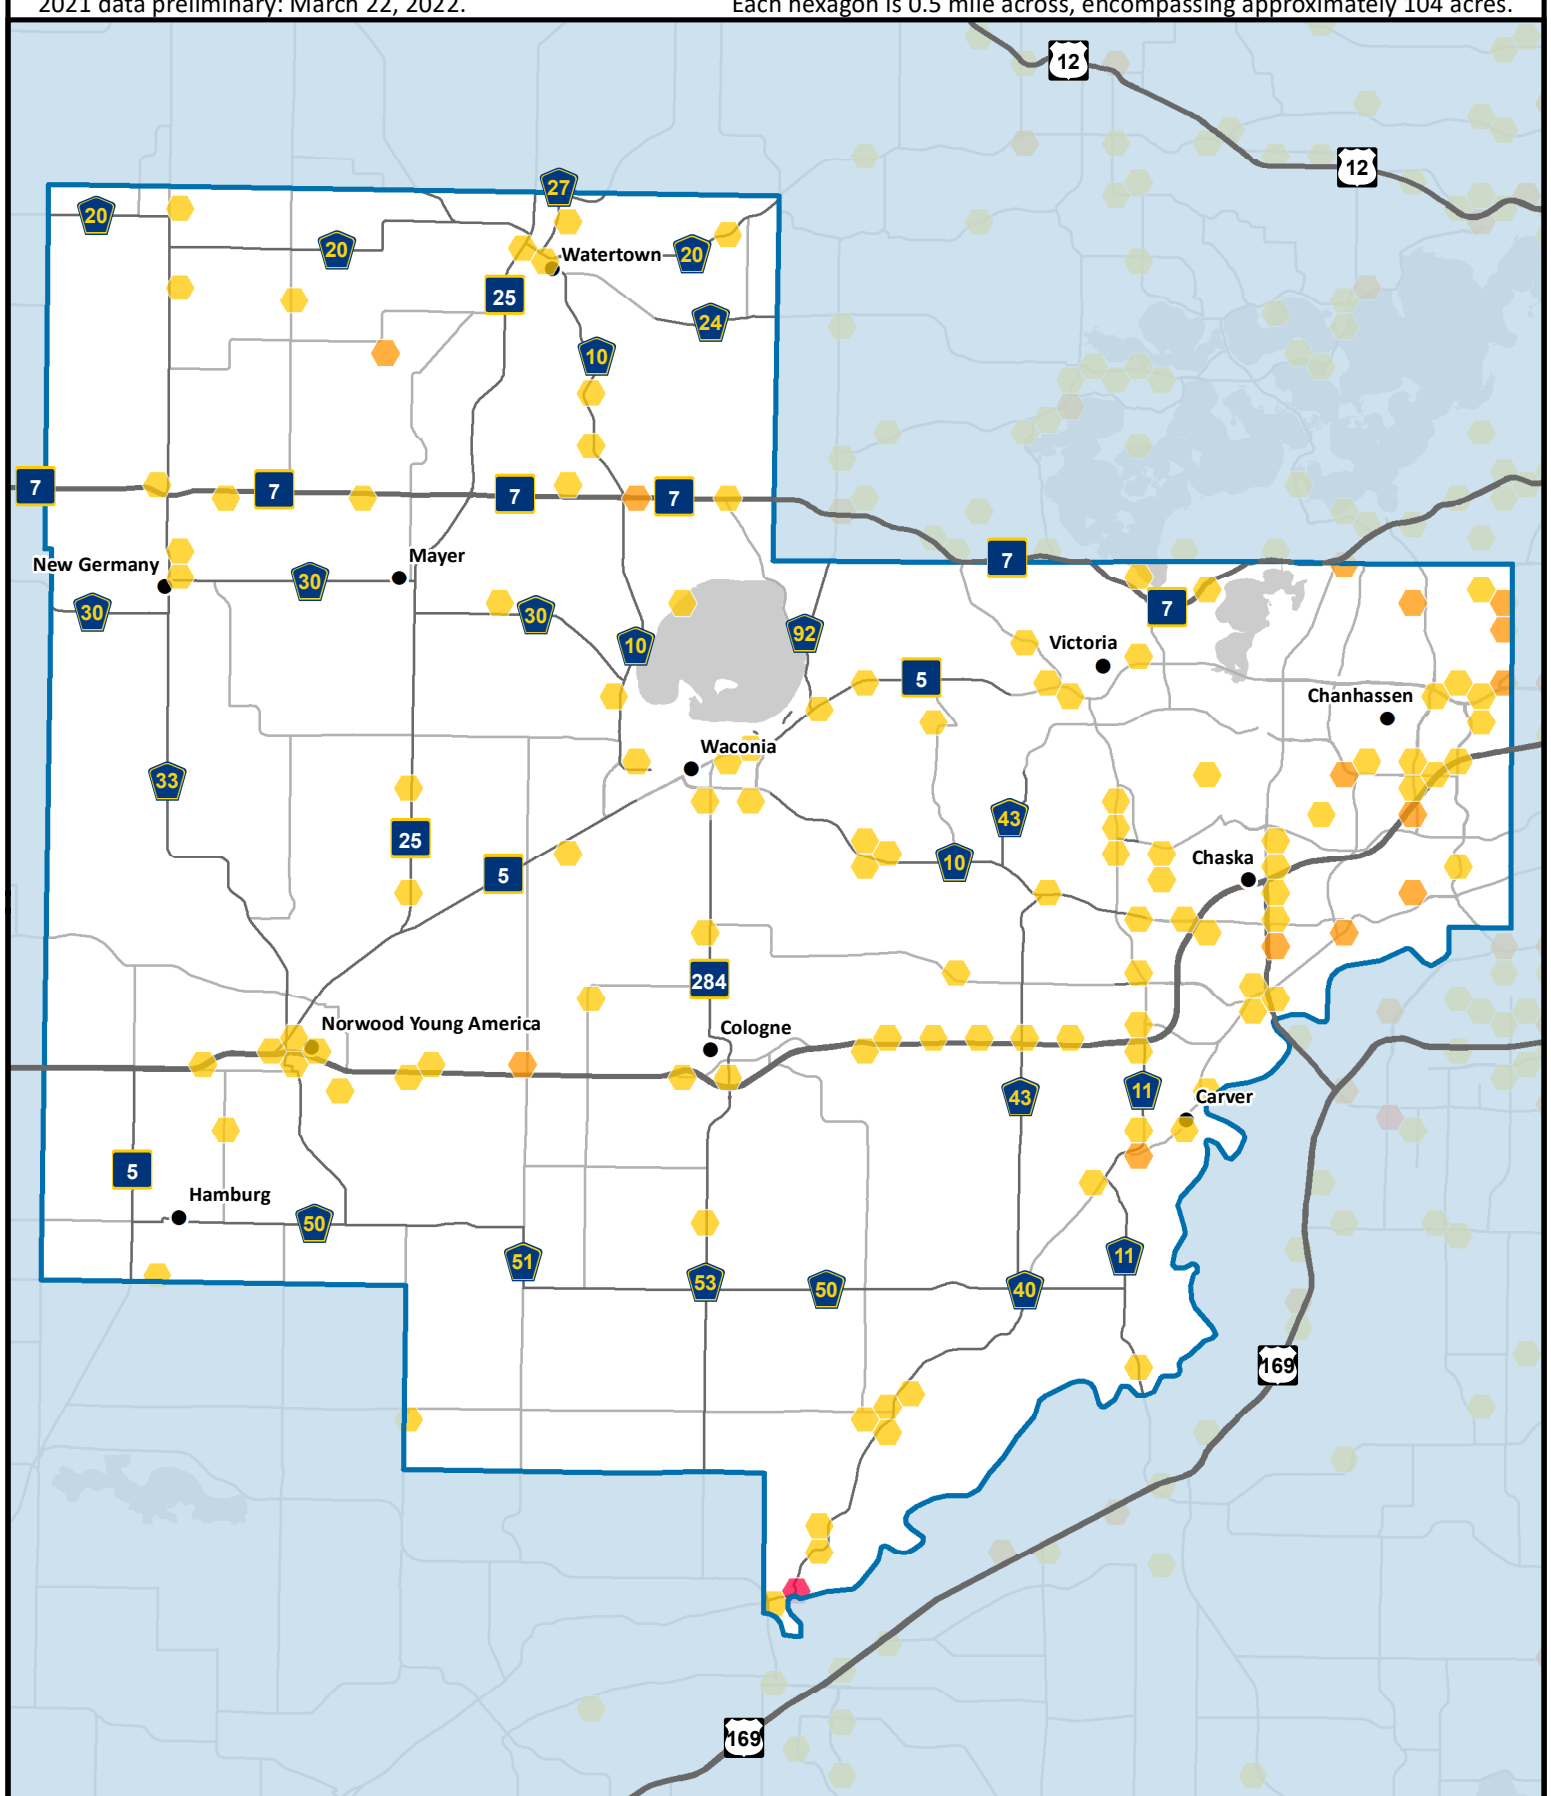 2021 data preliminary: March 22, 2022.
Each hexagon is 0.5 mile across, encompassing approximately 104 acres.
12
12
27
20
20
Watertown
20
25
24
10
7
7
7
7
7
New Germany
Mayer
30
30
30
7
10
92
Victoria
5
Chanhassen
Waconia
33
25
43
5
10
Chaska
284
Norwood Young America
Cologne
43
11
Carver
5
Hamburg
50
51
53
50
40
11
169
169